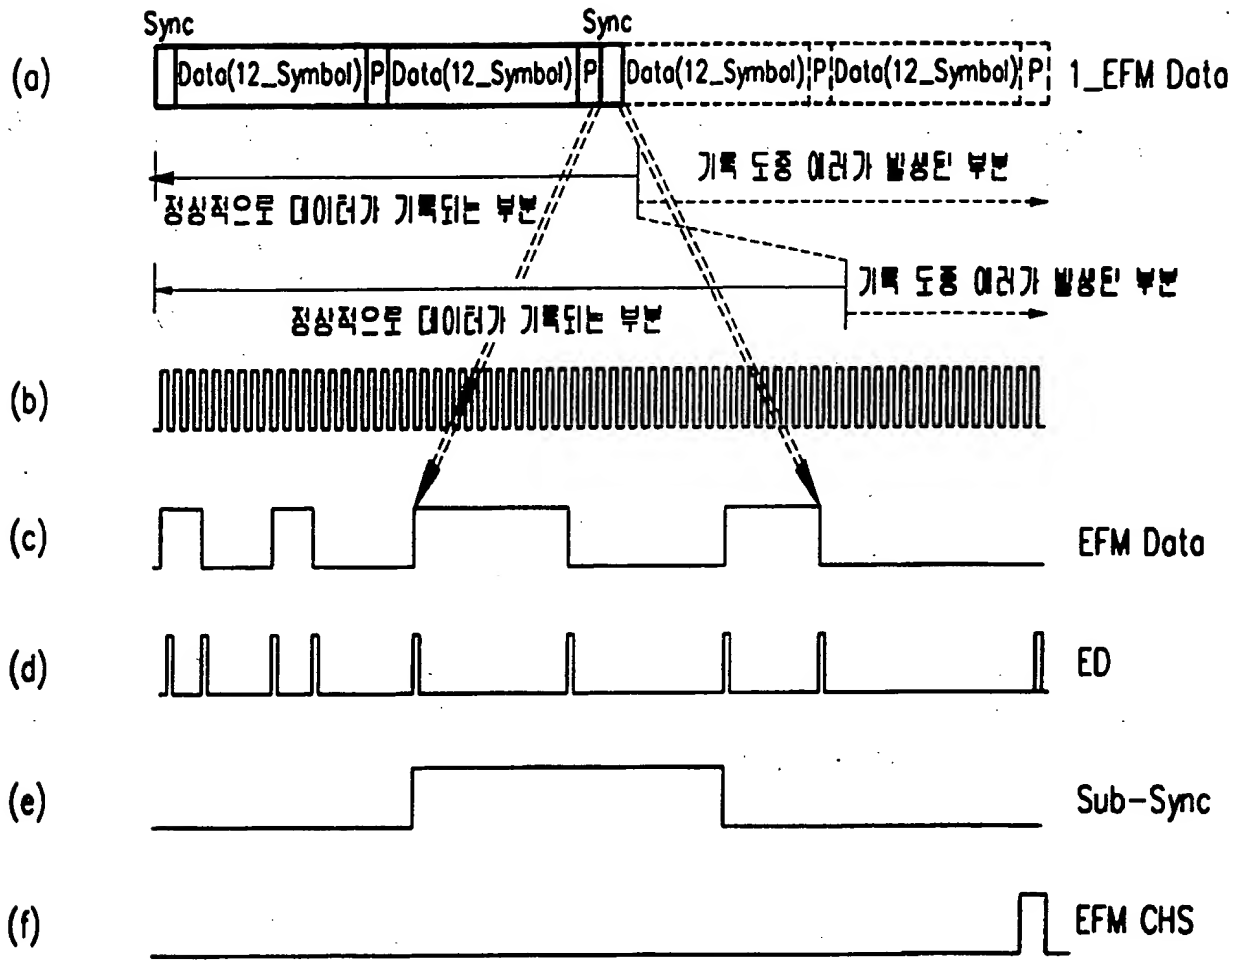 Sync Sync
(a) Data(12_Symbol) P Data(12_Symbol) P Data(12_Symbol) P Data(12_Symbol) P 1_EFM Data
기록 도중 에러가 발생된 부분
정상적으로 데이터가 기록되는 부분
기록 도중 에러가 발생된 부분
정상적으로 데이터가 기록되는 부분
(b)
(c) EFM Data
(d) ED
(e) Sub-Sync
(f) EFM CHS